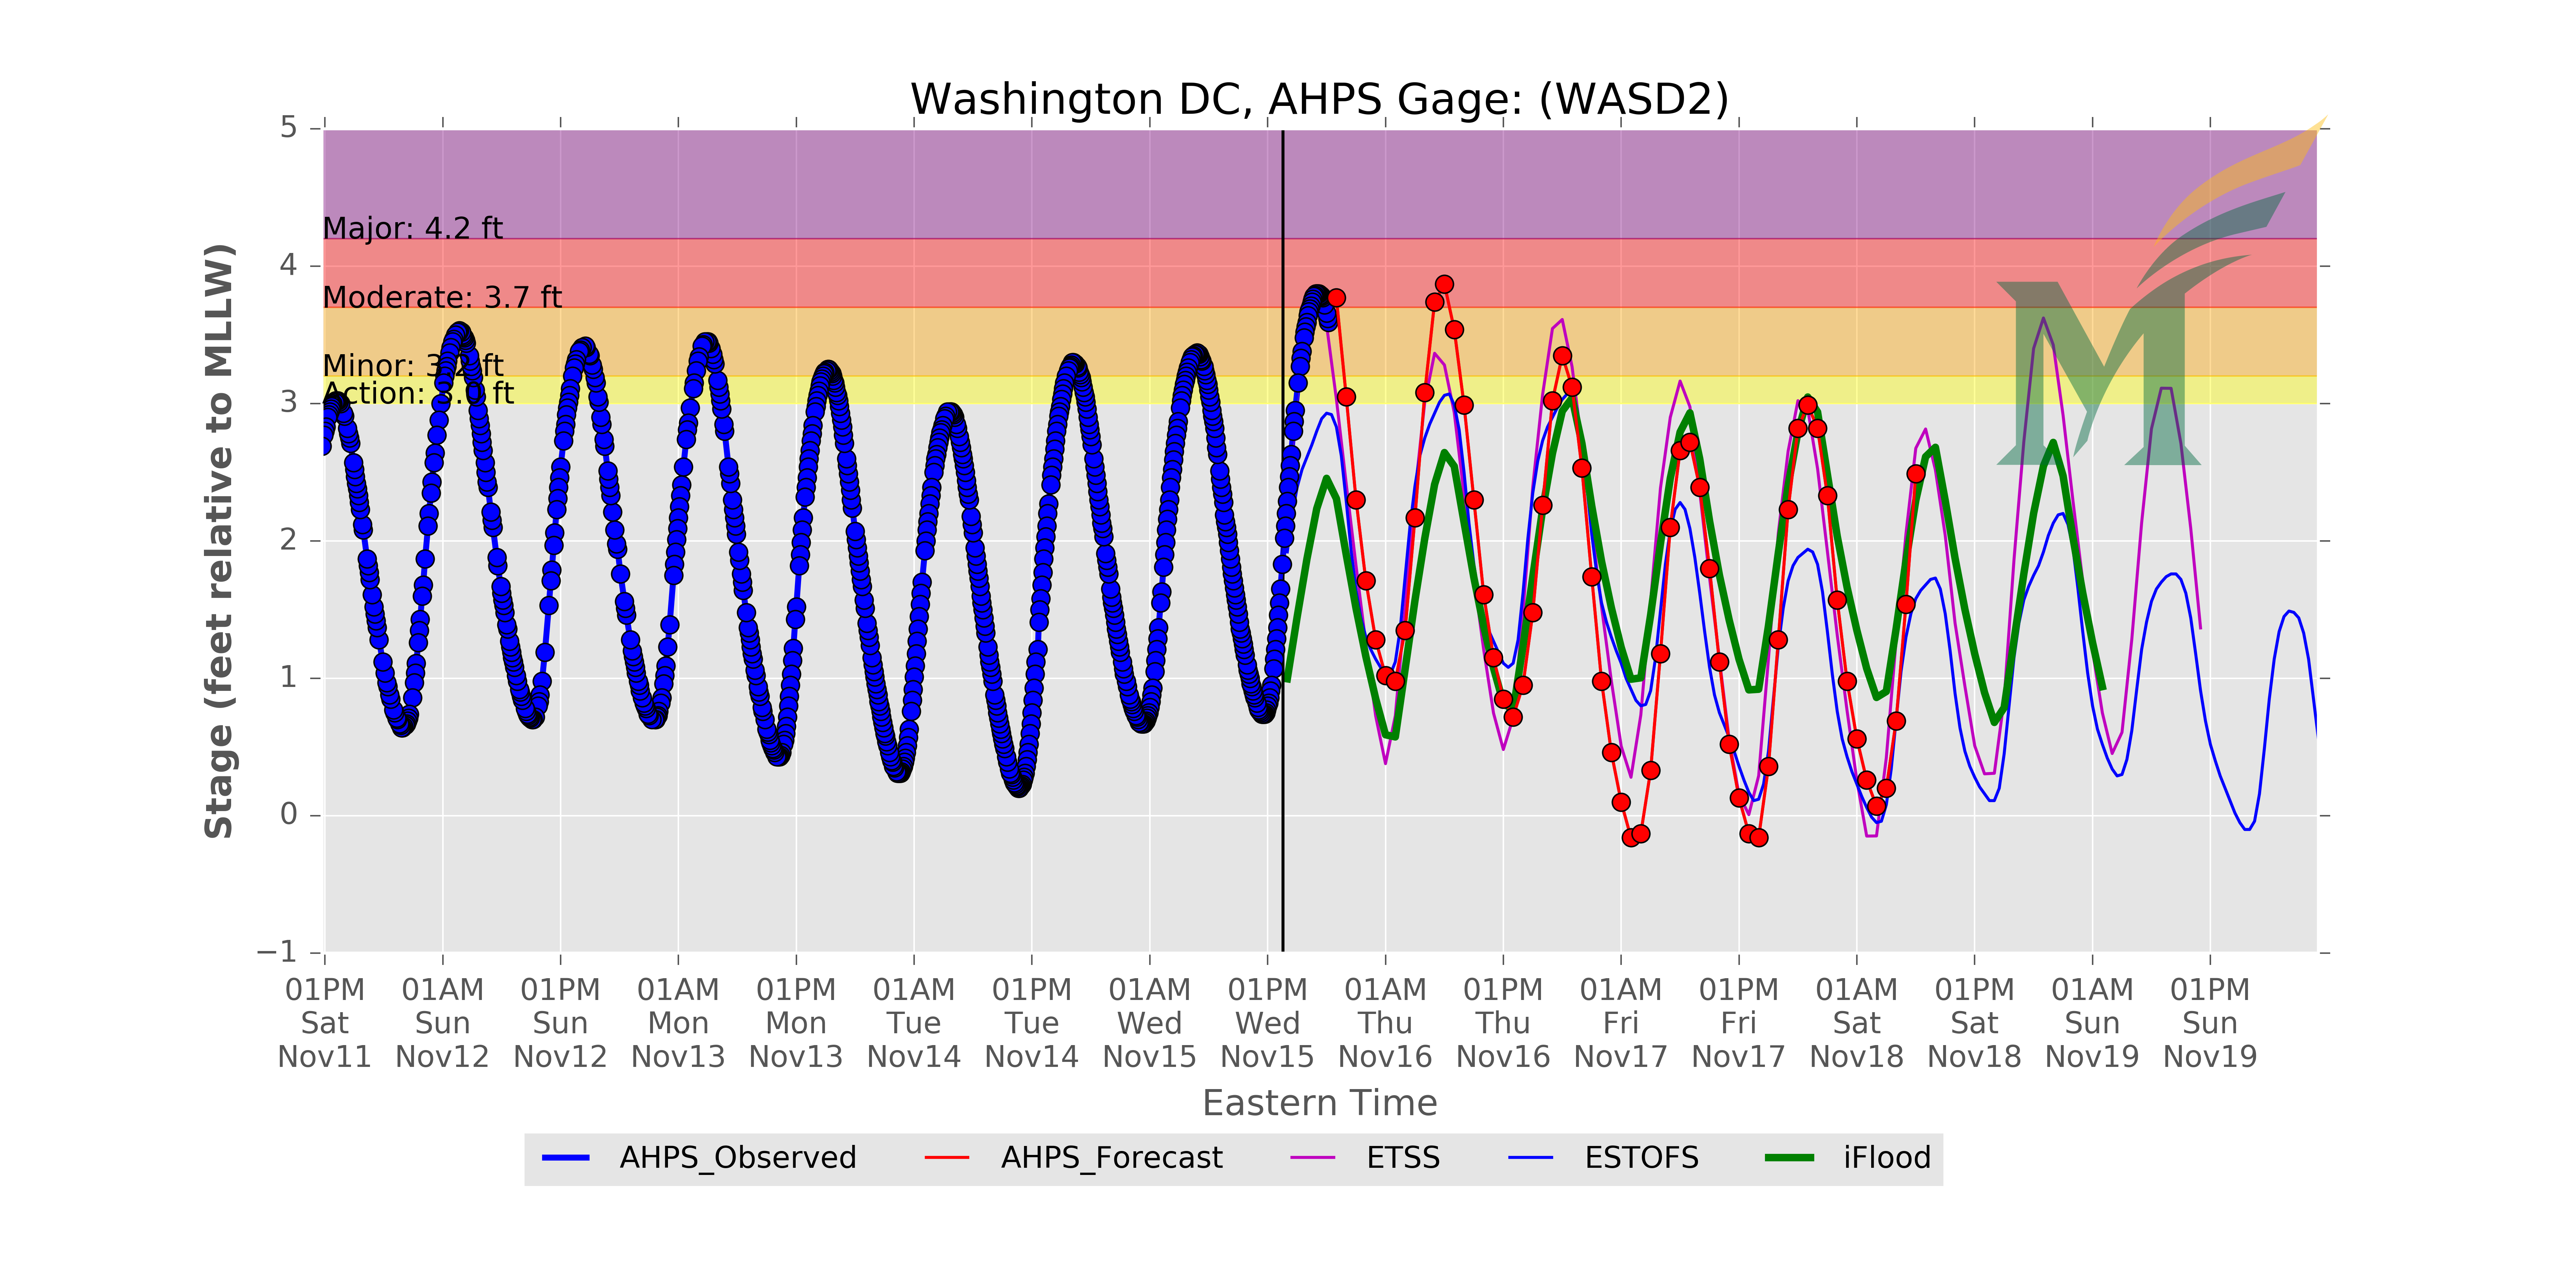 Washington DC, AHPS Gage: (WASD2)
5
4
3
2
1
0
−1
Stage (feet relative to MLLW)
Major: 4.2 ft
Moderate: 3.7 ft
Minor: 3.2 ft
Action: 3.0 ft
01PM Sat Nov11
01AM Sun Nov12
01PM Sun Nov12
01AM Mon Nov13
01PM Mon Nov13
01AM Tue Nov14
01PM Tue Nov14
01AM Wed Nov15
01PM Wed Nov15
01AM Thu Nov16
01PM Thu Nov16
01AM Fri Nov17
01PM Fri Nov17
01AM Sat Nov18
01PM Sat Nov18
01AM Sun Nov19
01PM Sun Nov19
Eastern Time
AHPS_Observed
AHPS_Forecast
ETSS
ESTOFS
iFlood
M